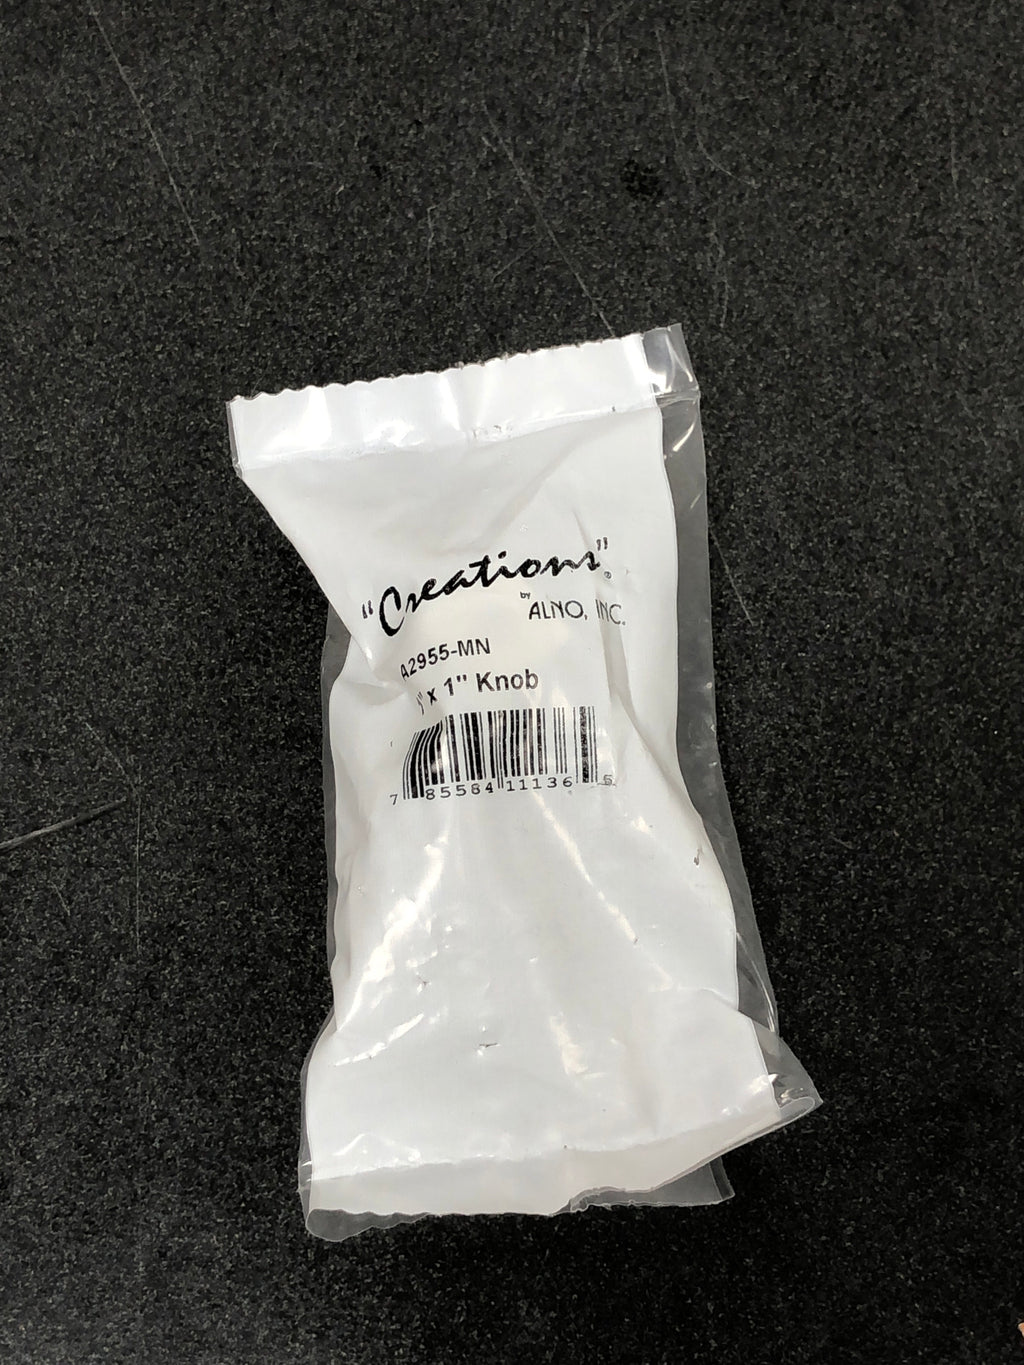 "Creations"®
by ALNO, INC.
A2955-MN
" x 1" Knob
7 85584 11136 5